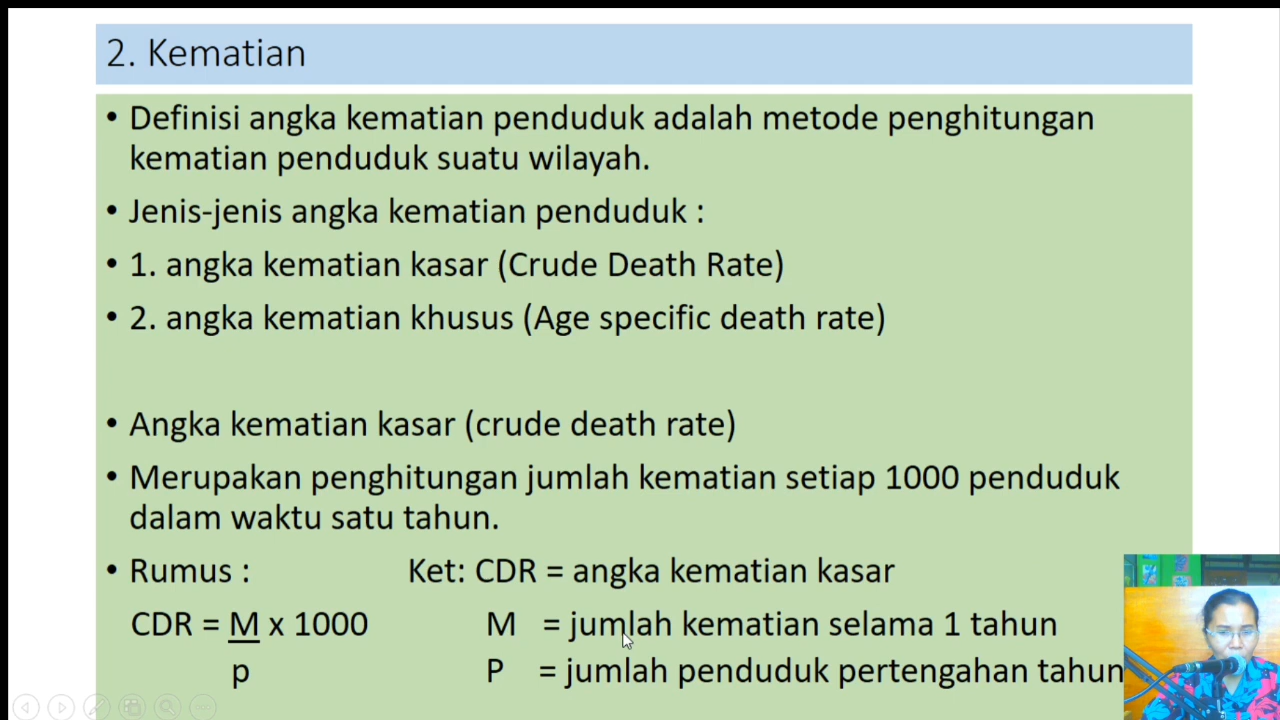 2. Kematian
• Definisi angka kematian penduduk adalah metode penghitungan
kematian penduduk suatu wilayah.
• Jenis-jenis angka kematian penduduk :
• 1. angka kematian kasar (Crude Death Rate)
• 2. angka kematian khusus (Age specific death rate)
• Angka kematian kasar (crude death rate)
• Merupakan penghitungan jumlah kematian setiap 1000 penduduk
dalam waktu satu tahun.
• Rumus : Ket: CDR = angka kematian kasar
CDR = M x 1000 M = jumlah kematian selama 1 tahun
p P = jumlah penduduk pertengahan tahun